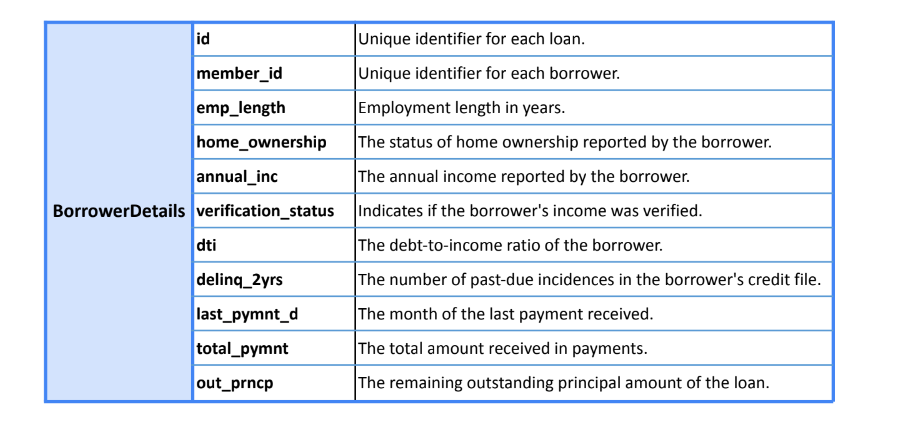 id Unique identifier for each loan.
member_id Unique identifier for each borrower.
emp_length Employment length in years.
home_ownership The status of home ownership reported by the borrower.
annual_inc The annual income reported by the borrower.
BorrowerDetails verification_status Indicates if the borrower's income was verified.
dti The debt-to-income ratio of the borrower.
delinq_2yrs The number of past-due incidences in the borrower's credit file.
last_pymnt_d The month of the last payment received.
total_pymnt The total amount received in payments.
out_prncp The remaining outstanding principal amount of the loan.